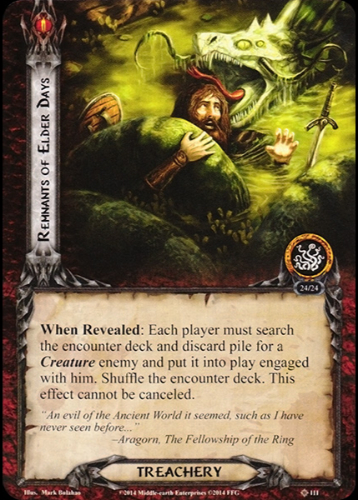 REMNANTS OF ELDER DAYS
24/24
When Revealed: Each player must search
the encounter deck and discard pile for a
Creature enemy and put it into play engaged
with him. Shuffle the encounter deck. This
effect cannot be canceled.
"An evil of the Ancient World it seemed, such as I have
never seen before..."
–Aragorn, The Fellowship of the Ring
TREACHERY
Illus. Mark Bulahao
©2014 Middle-earth Enterprises ©2014 FFG
111